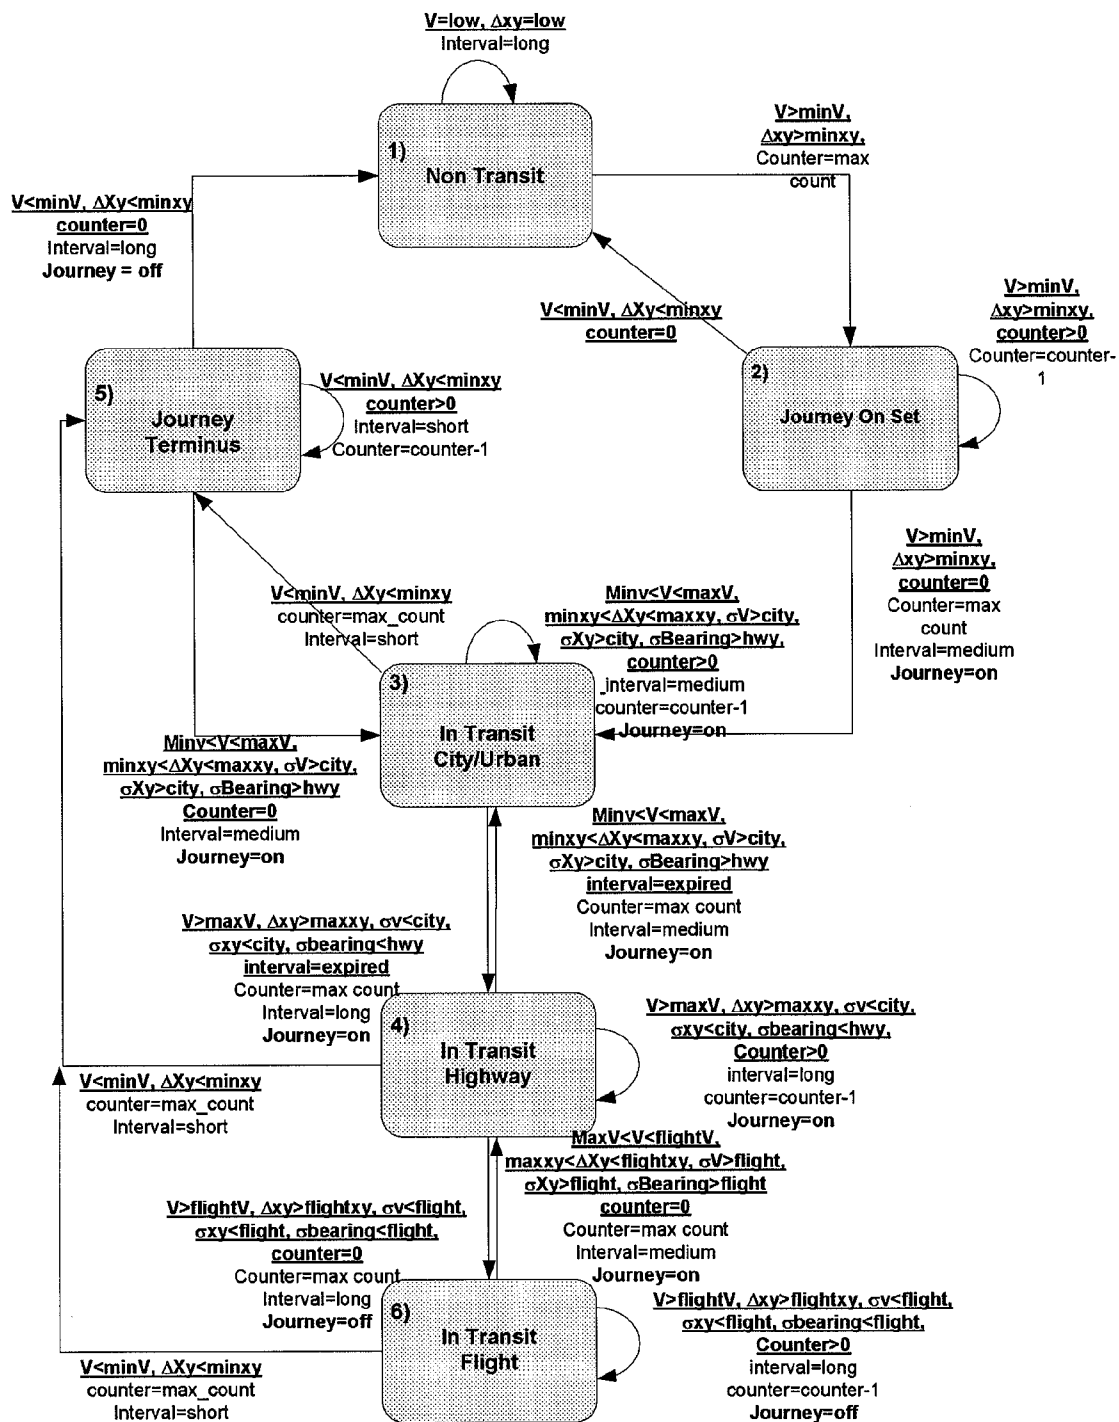 V=low, Δxy=low
Interval=long
1)
Non Transit
V>minV,
Δxy>minxy,
Counter=max
count
V<minV, ΔXy<minxy
counter=0
Interval=long
Journey = off
V<minV, ΔXy<minxy
counter=0
V>minV,
Δxy>minxy,
counter>0
Counter=counter-
1
2)
Journey On Set
5)
Journey
Terminus
V<minV, ΔXy<minxy
counter>0
Interval=short
Counter=counter-1
V>minV,
Δxy>minxy,
counter=0
Counter=max
count
Interval=medium
Journey=on
V<minV, ΔXy<minxy
counter=max_count
Interval=short
Minv<V<maxV,
minxy<ΔXy<maxxy, σV>city,
σXy>city, σBearing>hwy,
counter>0
_interval=medium
counter=counter-1
Journey=on
3)
In Transit
City/Urban
Minv<V<maxV,
minxy<ΔXy<maxxy, σV>city,
σXy>city, σBearing>hwy
Counter=0
Interval=medium
Journey=on
Minv<V<maxV,
minxy<ΔXy<maxxy, σV>city,
σXy>city, σBearing>hwy
interval=expired
Counter=max count
Interval=medium
Journey=on
V>maxV, Δxy>maxxy, σv<city,
σxy<city, σbearing<hwy
interval=expired
Counter=max count
Interval=long
Journey=on
4)
In Transit
Highway
V>maxV, Δxy>maxxy, σv<city,
σxy<city, σbearing<hwy,
Counter>0
interval=long
counter=counter-1
Journey=on
V<minV, ΔXy<minxy
counter=max_count
Interval=short
MaxV<V<flightV,
maxxy<ΔXy<flightxy, σV>flight,
σXy>flight, σBearing>flight
counter=0
Counter=max count
Interval=medium
Journey=on
V>flightV, Δxy>flightxy, σv<flight,
σxy<flight, σbearing<flight,
counter=0
Counter=max count
Interval=long
Journey=off
6)
In Transit
Flight
V>flightV, Δxy>flightxy, σv<flight,
σxy<flight, σbearing<flight,
Counter>0
interval=long
counter=counter-1
Journey=off
V<minV, ΔXy<minxy
counter=max_count
Interval=short